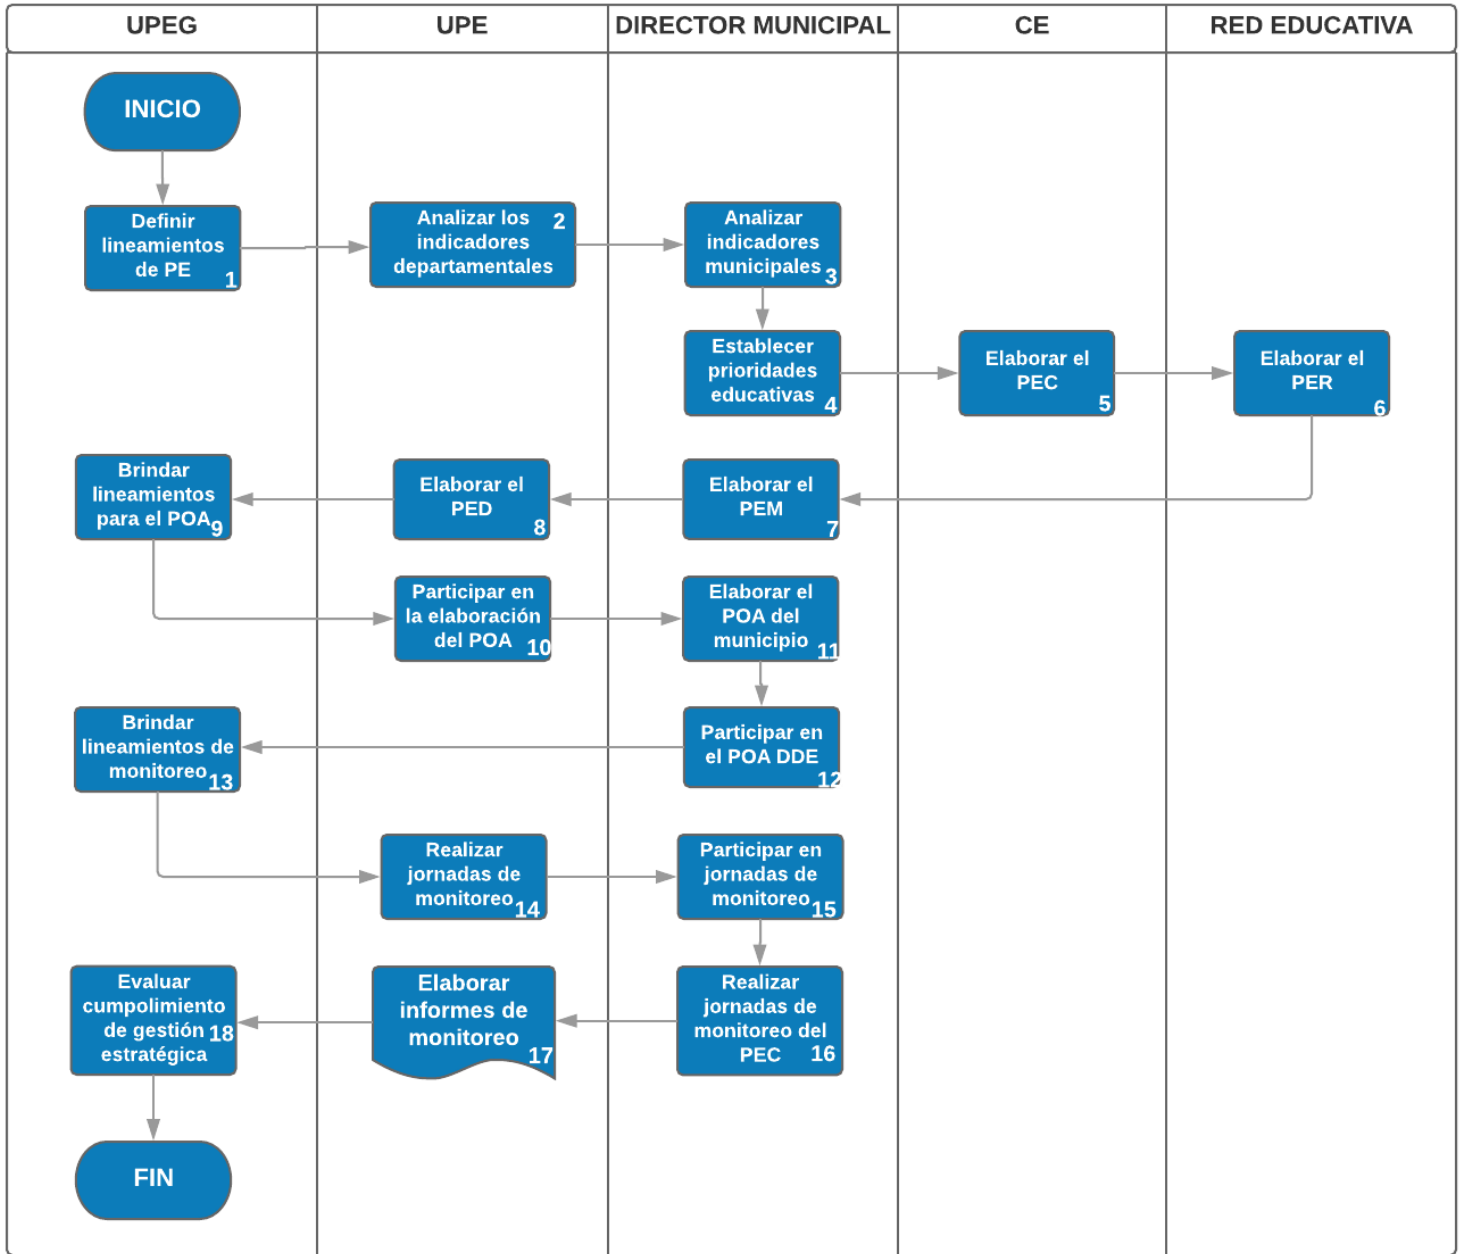 UPEG
UPE
DIRECTOR MUNICIPAL
CE
RED EDUCATIVA
INICIO
Definir
lineamientos
de PE
1
Analizar los
indicadores
departamentales
2
Analizar
indicadores
municipales
3
Establecer
prioridades
educativas
4
Elaborar el
PEC
5
Elaborar el
PER
6
Elaborar el
PEM
7
Elaborar el
PED
8
Brindar
lineamientos
para el POA
9
Participar en
la elaboración
del POA
10
Elaborar el
POA del
municipio
11
Participar en
el POA DDE
12
Brindar
lineamientos de
monitoreo
13
Realizar
jornadas de
monitoreo
14
Participar en
jornadas de
monitoreo
15
Realizar
jornadas de
monitoreo del
PEC
16
Elaborar
informes de
monitoreo
17
Evaluar
cumpolimiento
de gestión
estratégica
18
FIN